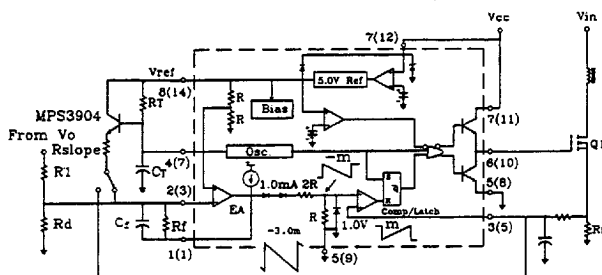 Vcc
Vin
7(12)
Vref
8(14)
5.0V Ref
MPS3904
From Vo
Rslope
RT
R
R
Bias
7(11)
4(7)
CT
Osc.
6(10)
Q1
-m
R'1
2(3)
1.0mA
2R
S
Q
R
5(8)
EA
Comp/Latch
Rd
Cf
Rf
R
1.0V
m
3(5)
-3.0m
1(1)
5(9)